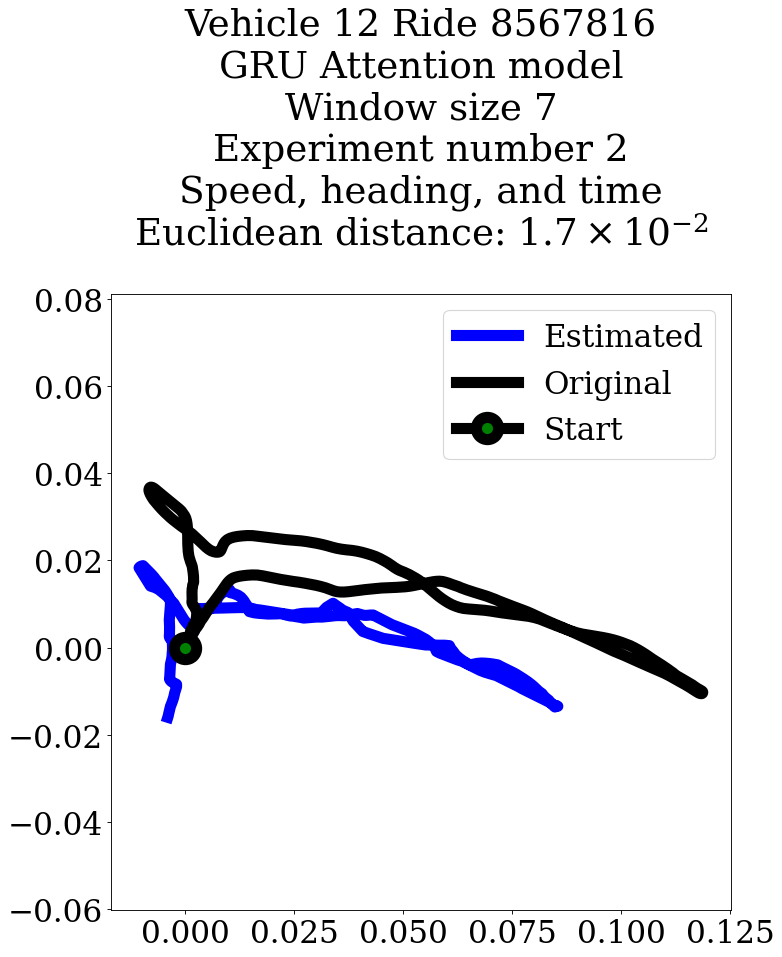 Vehicle 12 Ride 8567816
GRU Attention model
Window size 7
Experiment number 2
Speed, heading, and time
Euclidean distance: 1.7 × 10⁻²
0.08
Estimated
0.06
Original
Start
0.04
0.02
0.00
−0.02
−0.04
−0.06
0.000 0.025 0.050 0.075 0.100 0.125